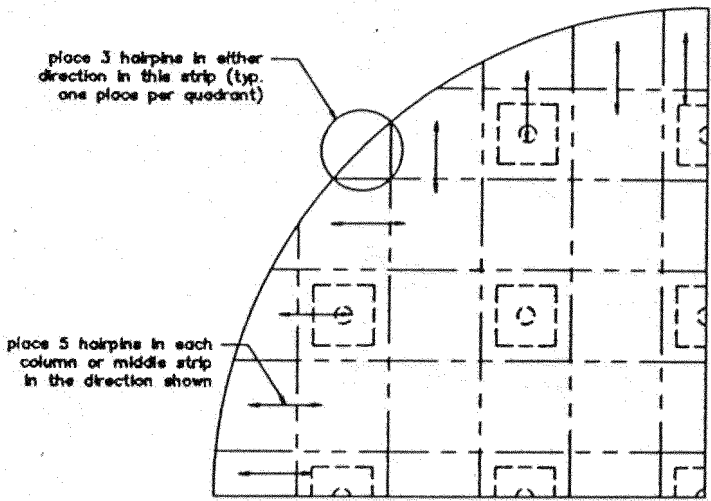 place 3 hairpins in either
direction in this strip (typ.
one place per quadrant)
place 5 hairpins in each
column or middle strip
in the direction shown